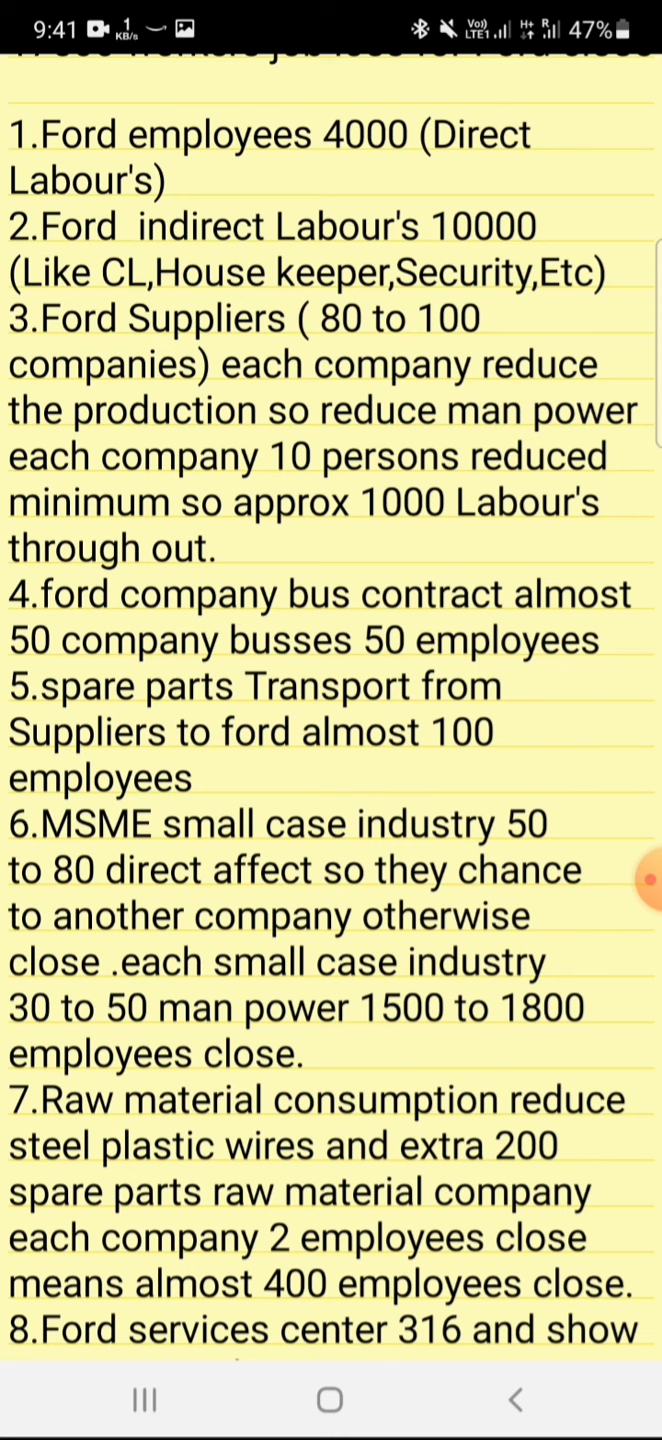 9:41 1 KB/s Vo)) LTE1 H+ R 47%
1.Ford employees 4000 (Direct
Labour's)
2.Ford  indirect Labour's 10000
(Like CL,House keeper,Security,Etc)
3.Ford Suppliers ( 80 to 100
companies) each company reduce
the production so reduce man power
each company 10 persons reduced
minimum so approx 1000 Labour's
through out.
4.ford company bus contract almost
50 company busses 50 employees
5.spare parts Transport from
Suppliers to ford almost 100
employees
6.MSME small case industry 50
to 80 direct affect so they chance
to another company otherwise
close .each small case industry
30 to 50 man power 1500 to 1800
employees close.
7.Raw material consumption reduce
steel plastic wires and extra 200
spare parts raw material company
each company 2 employees close
means almost 400 employees close.
8.Ford services center 316 and show